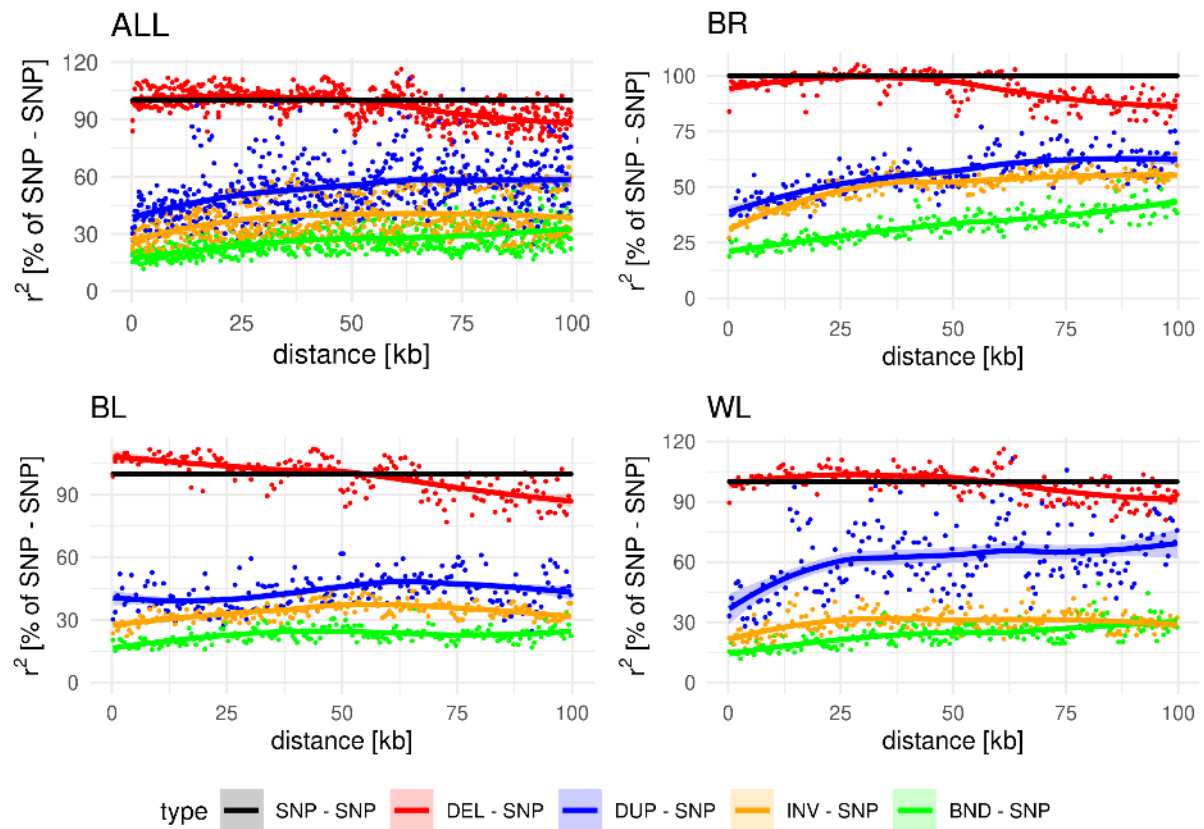 ALL
r² [% of SNP - SNP]
120
90
60
30
0
0 25 50 75 100
distance [kb]
BR
r² [% of SNP - SNP]
100
75
50
25
0
0 25 50 75 100
distance [kb]
BL
r² [% of SNP - SNP]
90
60
30
0
0 25 50 75 100
distance [kb]
WL
r² [% of SNP - SNP]
120
90
60
30
0
0 25 50 75 100
distance [kb]
type SNP - SNP DEL - SNP DUP - SNP INV - SNP BND - SNP